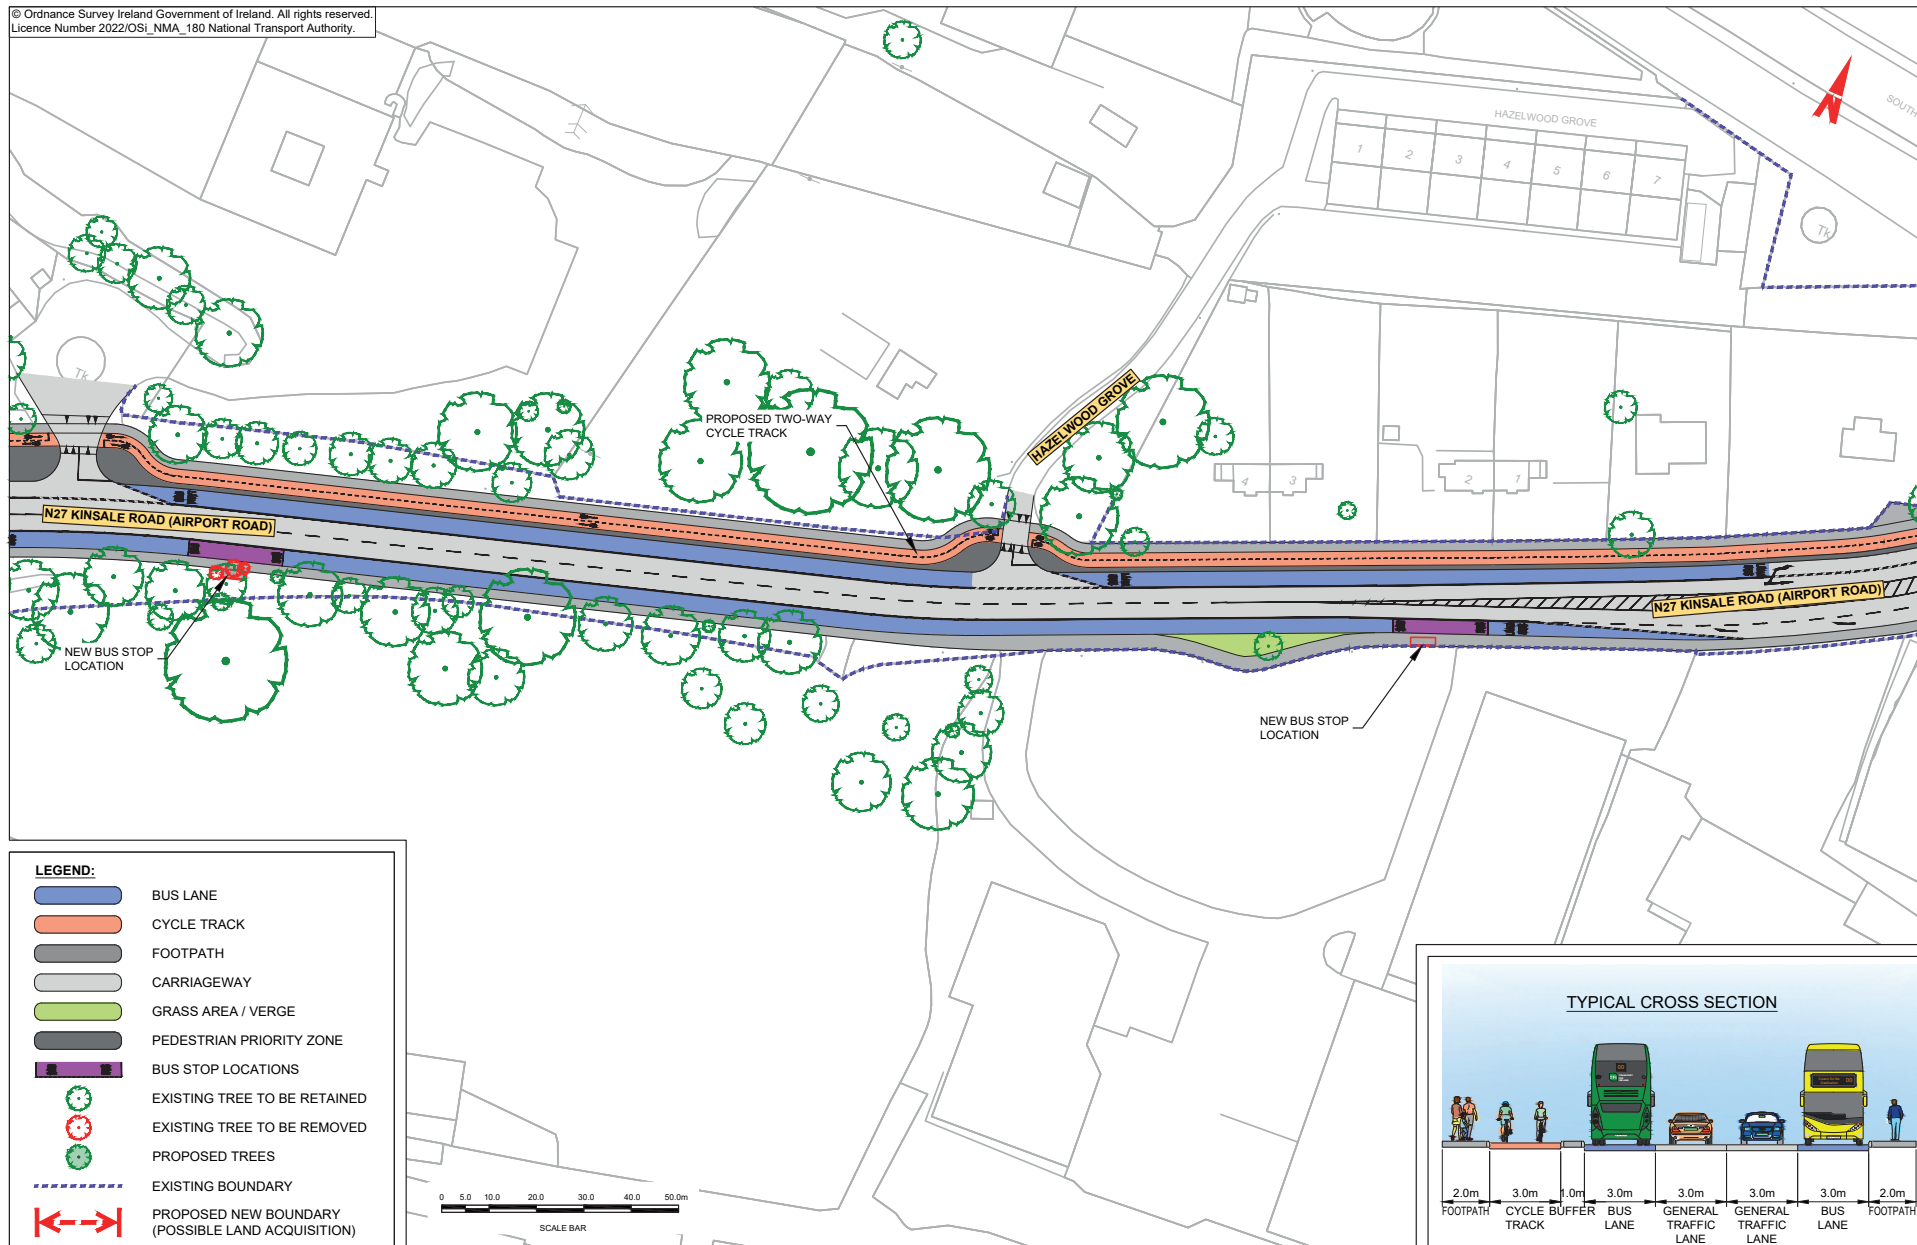 © Ordnance Survey Ireland Government of Ireland. All rights reserved.
Licence Number 2022/OSi_NMA_180 National Transport Authority.
N
SOUTH
HAZELWOOD GROVE
1 2 3 4 5 6 7
Tk
Tk
HAZELWOOD GROVE
PROPOSED TWO-WAY
CYCLE TRACK
4 3
2 1
N27 KINSALE ROAD (AIRPORT ROAD)
N27 KINSALE ROAD (AIRPORT ROAD)
NEW BUS STOP
LOCATION
NEW BUS STOP
LOCATION
LEGEND:
BUS LANE
CYCLE TRACK
FOOTPATH
CARRIAGEWAY
GRASS AREA / VERGE
PEDESTRIAN PRIORITY ZONE
BUS STOP LOCATIONS
EXISTING TREE TO BE RETAINED
EXISTING TREE TO BE REMOVED
PROPOSED TREES
EXISTING BOUNDARY
PROPOSED NEW BOUNDARY
(POSSIBLE LAND ACQUISITION)
0 5.0 10.0 20.0 30.0 40.0 50.0m
SCALE BAR
TYPICAL CROSS SECTION
2.0m 3.0m 1.0m 3.0m 3.0m 3.0m 3.0m 2.0m
FOOTPATH CYCLE BUFFER BUS GENERAL GENERAL BUS FOOTPATH
TRACK LANE TRAFFIC TRAFFIC LANE
LANE LANE